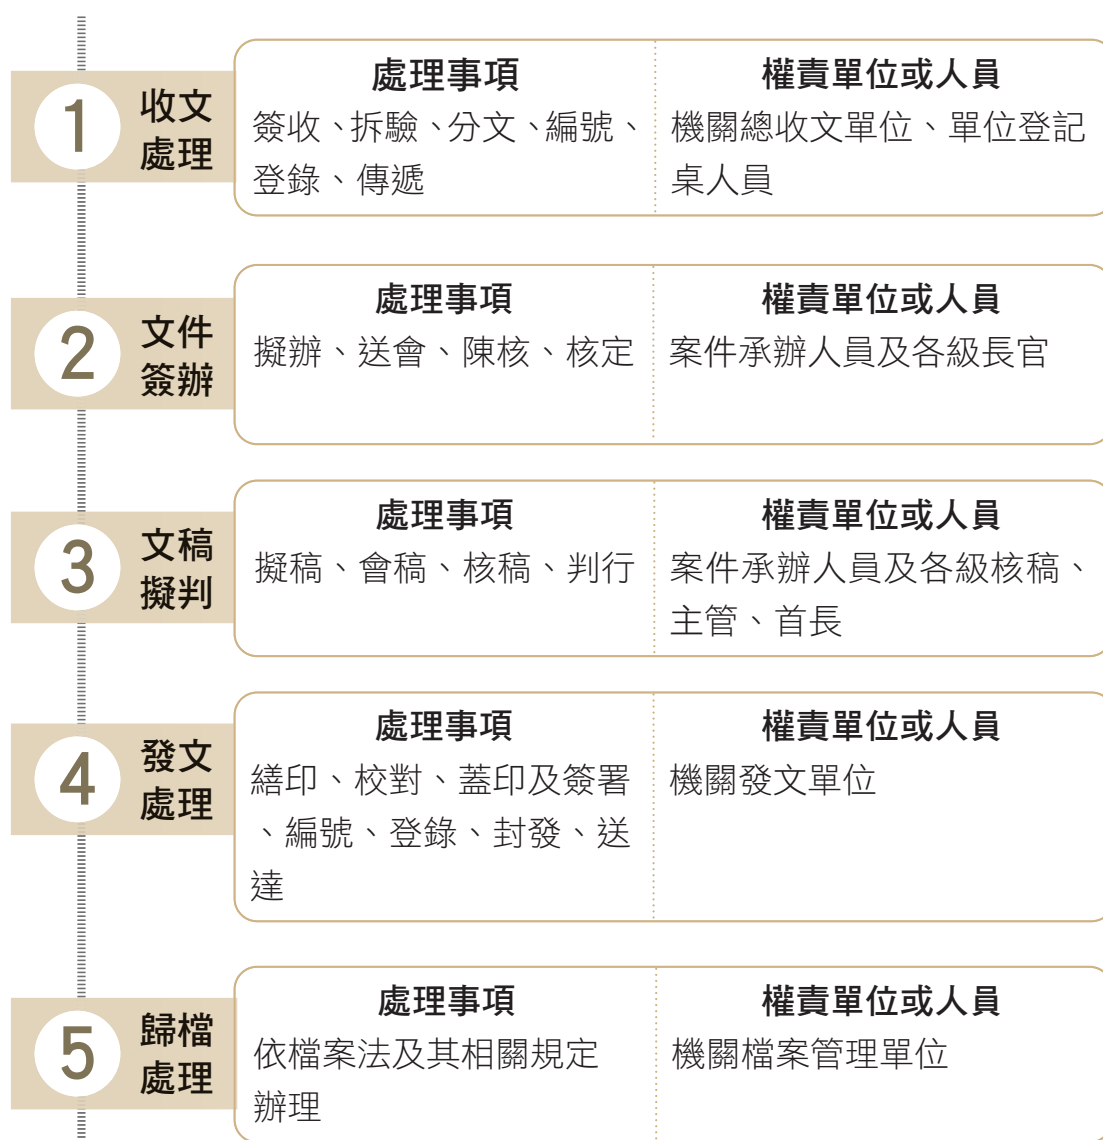 1
收文
處理
處理事項
簽收、拆驗、分文、編號、
登錄、傳遞
權責單位或人員
機關總收文單位、單位登記
桌人員
2
文件
簽辦
處理事項
擬辦、送會、陳核、核定
權責單位或人員
案件承辦人員及各級長官
3
文稿
擬判
處理事項
擬稿、會稿、核稿、判行
權責單位或人員
案件承辦人員及各級核稿、
主管、首長
4
發文
處理
處理事項
繕印、校對、蓋印及簽署
、編號、登錄、封發、送
達
權責單位或人員
機關發文單位
5
歸檔
處理
處理事項
依檔案法及其相關規定
辦理
權責單位或人員
機關檔案管理單位